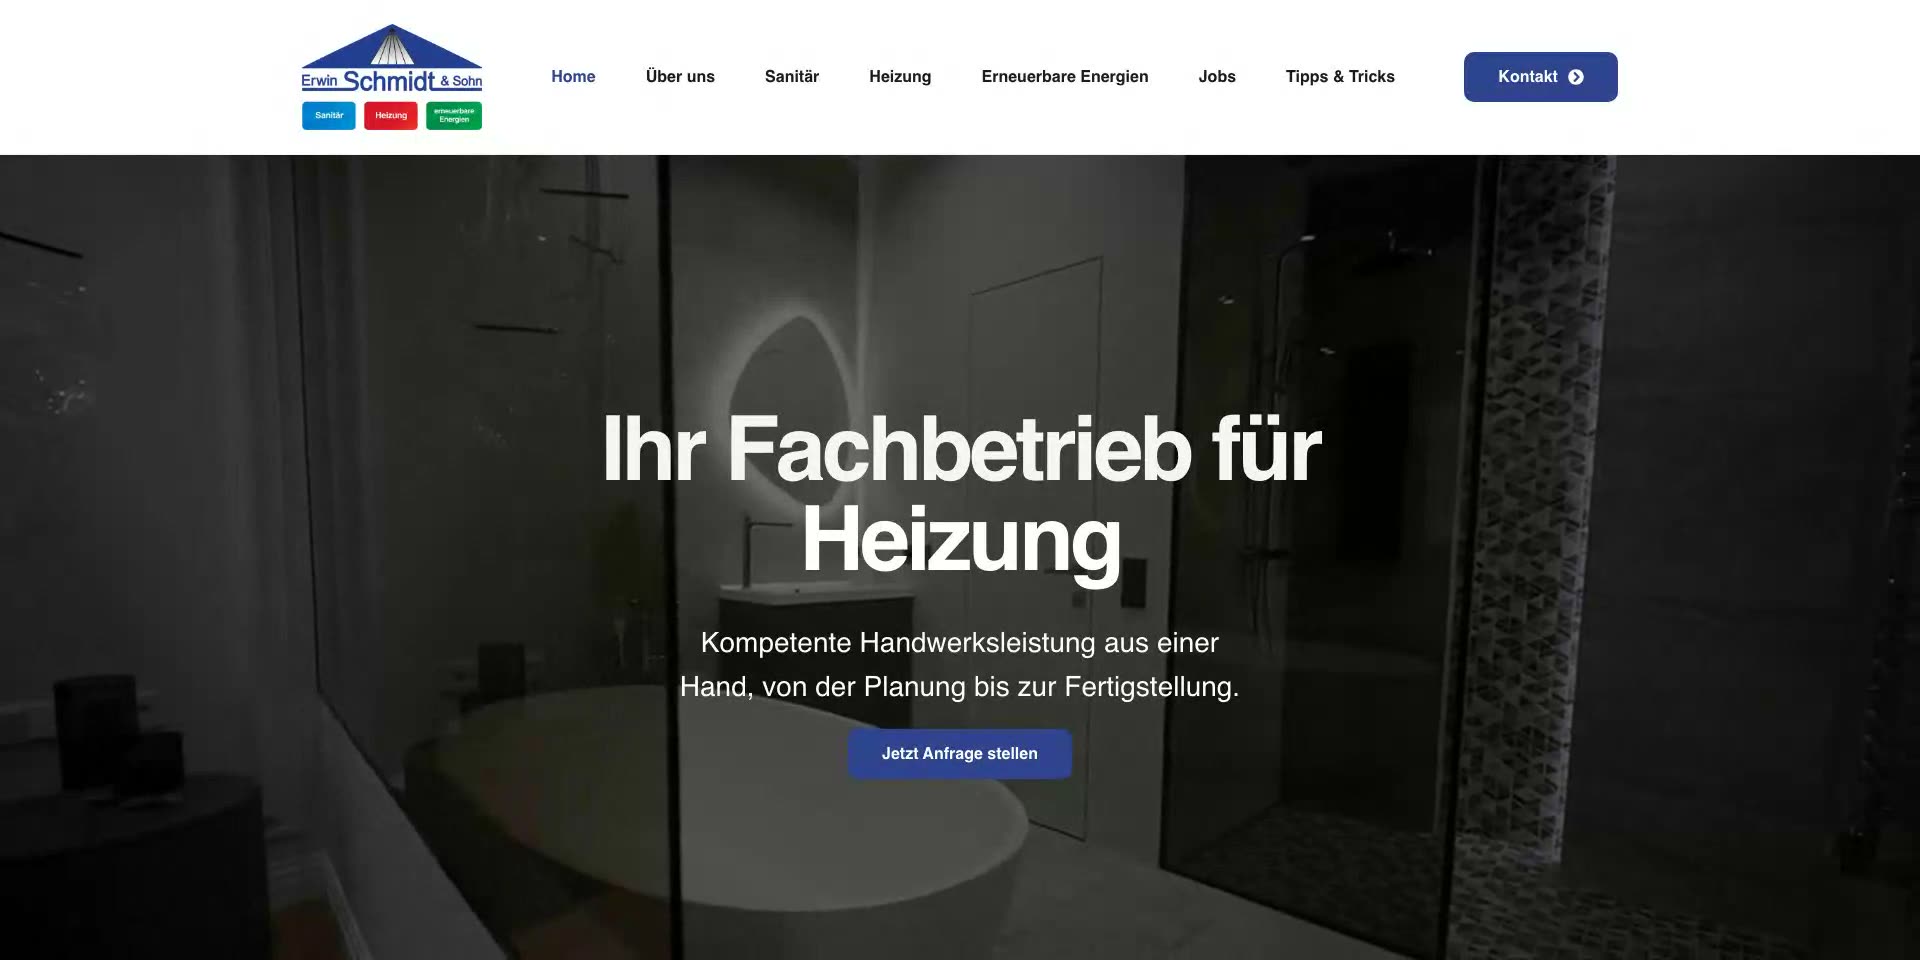 Erwin Schmidt & Sohn
Sanitär
Heizung
erneuerbare
Energien
Home
Über uns
Sanitär
Heizung
Erneuerbare Energien
Jobs
Tipps & Tricks
Kontakt
Ihr Fachbetrieb für
Heizung
Kompetente Handwerksleistung aus einer
Hand, von der Planung bis zur Fertigstellung.
Jetzt Anfrage stellen